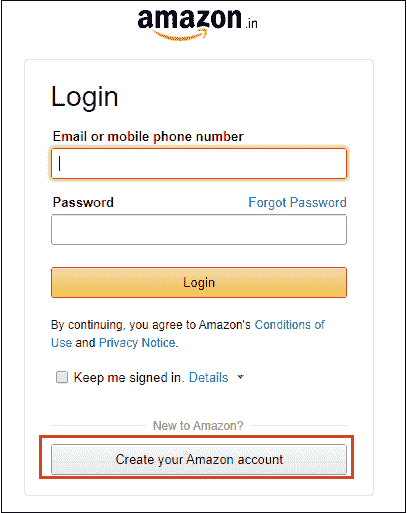 amazon.in
Login
Email or mobile phone number
Password Forgot Password
Login
By continuing, you agree to Amazon's Conditions of
Use and Privacy Notice.
Keep me signed in. Details
New to Amazon?
Create your Amazon account